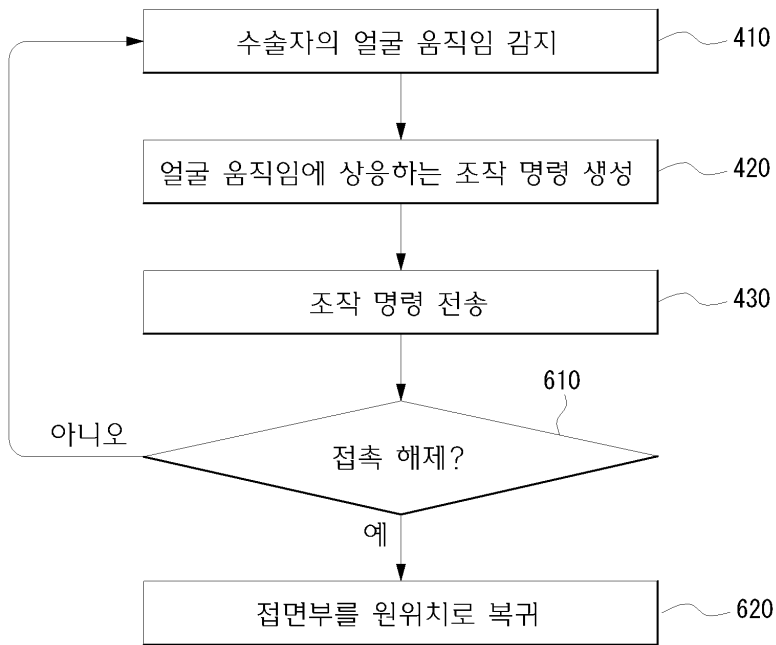 수술자의 얼굴 움직임 감지
410
얼굴 움직임에 상응하는 조작 명령 생성
420
조작 명령 전송
430
610
아니오
접촉 해제?
예
접면부를 원위치로 복귀
620